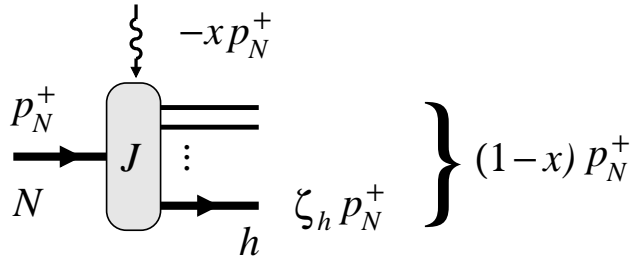 −x p_N^+
p_N^+
J
⋮
} (1−x) p_N^+
N
ζ_h p_N^+
h